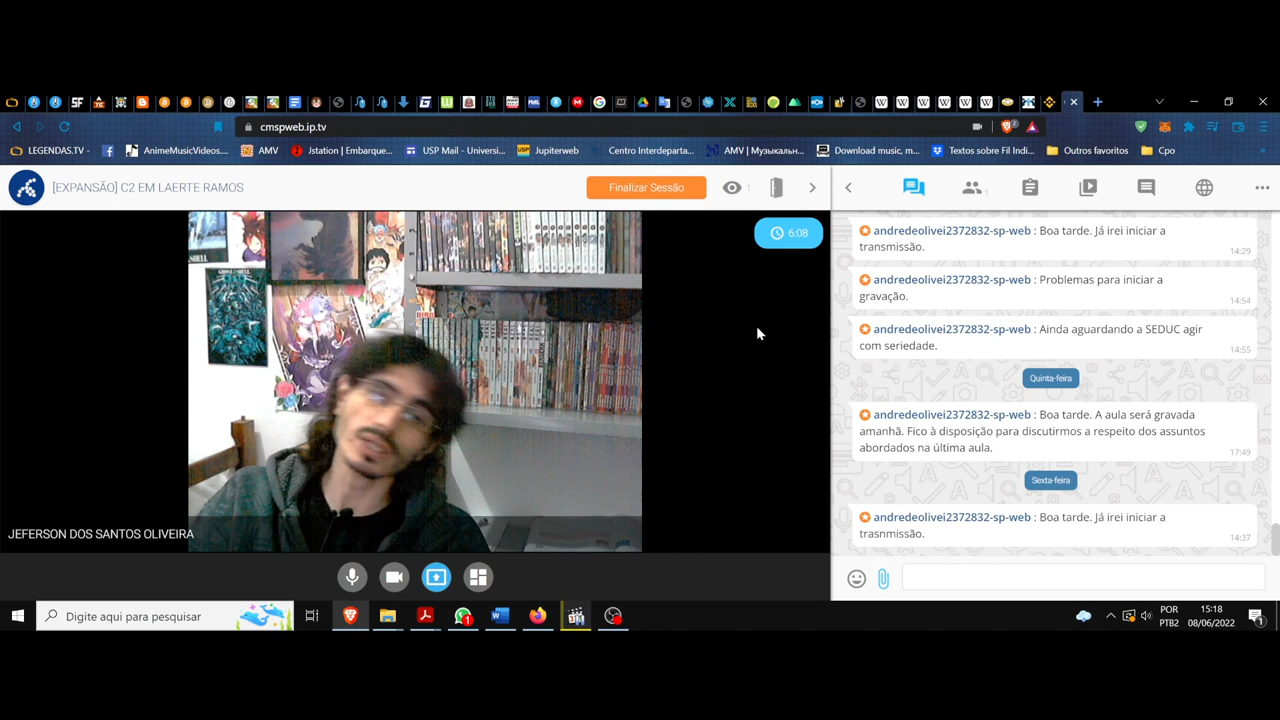 cmspweb.ip.tv
2
LEGENDAS.TV
AnimeMusicVideos....
AMV
Jstation | Embarque...
USP Mail - Universi...
Jupiterweb
Centro Interdeparta...
AMV | Музыкальн...
Download music, m...
Textos sobre Fil Indi...
Outros favoritos
Cpo
[EXPANSÃO] C2 EM LAERTE RAMOS
Finalizar Sessão
1
1
6:08
andredeolivei2372832-sp-web : Boa tarde. Já irei iniciar a
transmissão.
14:29
andredeolivei2372832-sp-web : Problemas para iniciar a
gravação.
14:54
andredeolivei2372832-sp-web : Ainda aguardando a SEDUC agir
com seriedade.
14:55
Quinta-feira
andredeolivei2372832-sp-web : Boa tarde. A aula será gravada
amanhã. Fico à disposição para discutirmos a respeito dos assuntos
abordados na última aula.
17:49
Sexta-feira
andredeolivei2372832-sp-web : Boa tarde. Já irei iniciar a
trasnmissão.
14:37
JEFERSON DOS SANTOS OLIVEIRA
Digite aqui para pesquisar
1
POR
PTB2
15:18
08/06/2022
1